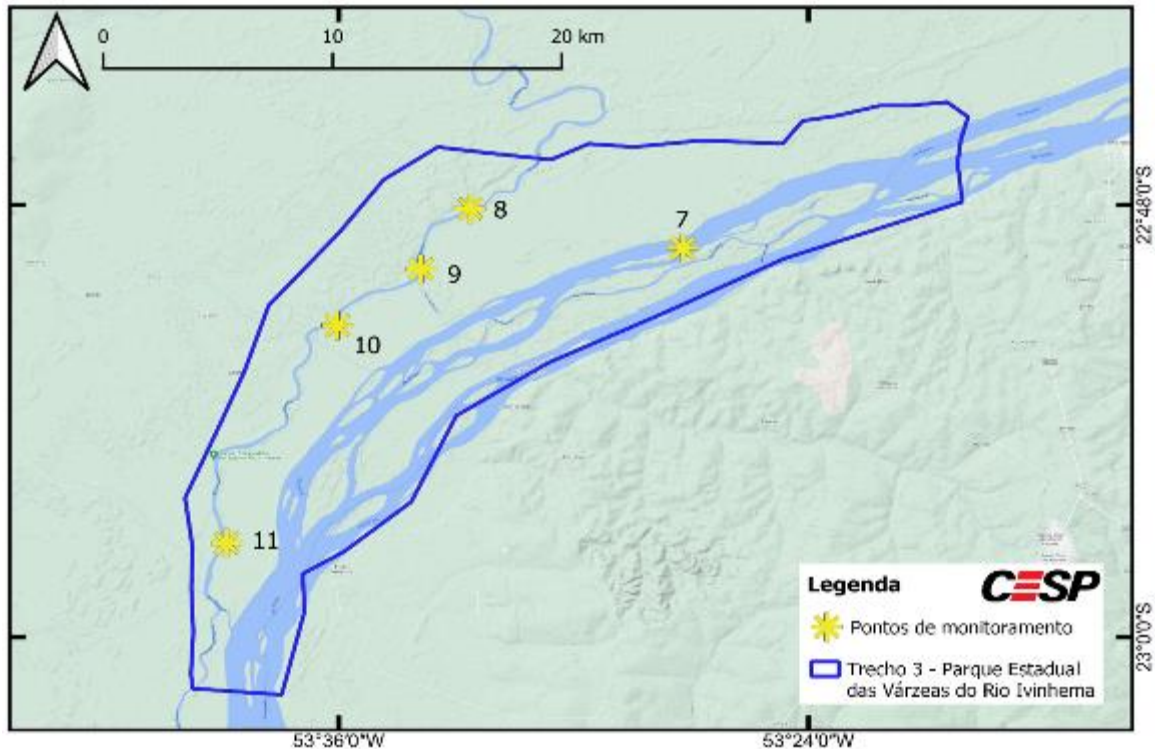 0 10 20 km
8
7
9
10
11
22°48'0"S
23°0'0"S
Legenda CESP
Pontos de monitoramento
Trecho 3 - Parque Estadual
das Várzeas do Rio Ivinhema
53°36'0"W 53°24'0"W